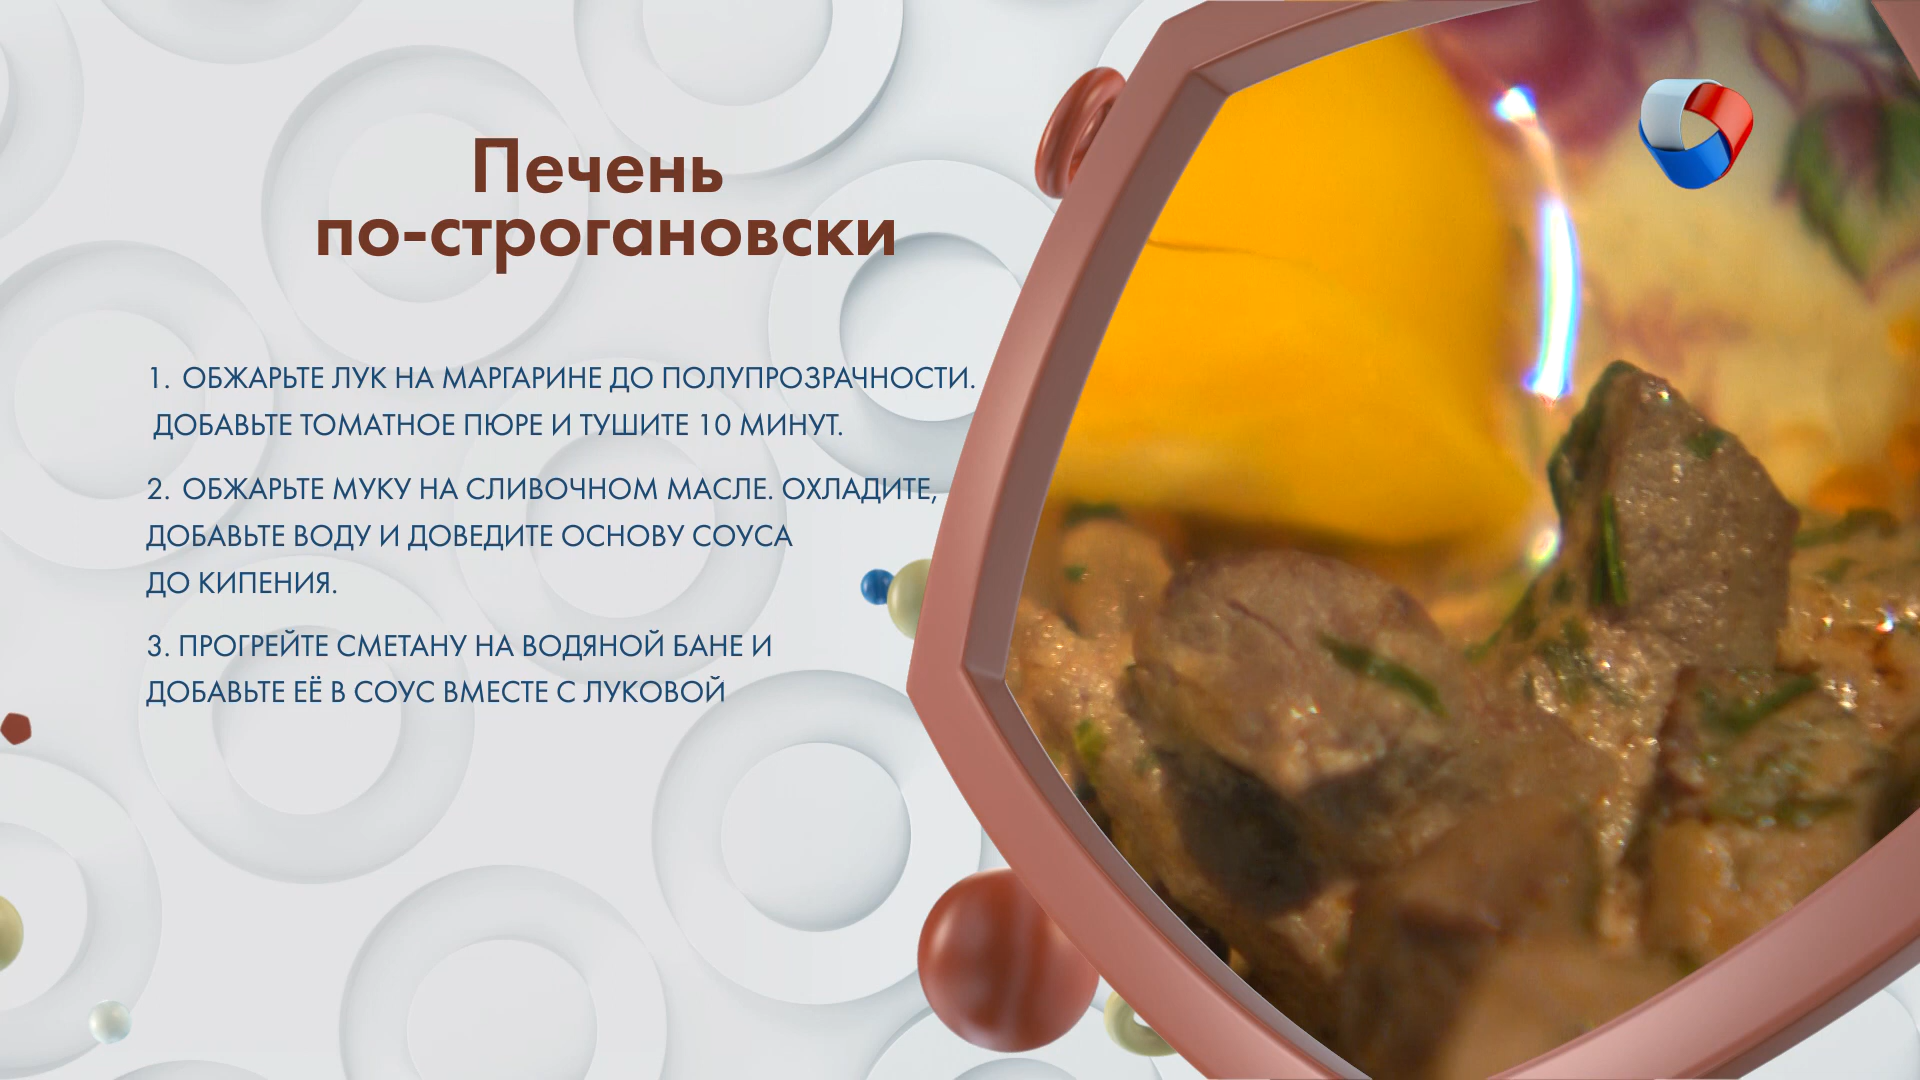 Печень
по-строгановски
1. ОБЖАРЬТЕ ЛУК НА МАРГАРИНЕ ДО ПОЛУПРОЗРАЧНОСТИ.
ДОБАВЬТЕ ТОМАТНОЕ ПЮРЕ И ТУШИТЕ 10 МИНУТ.
2. ОБЖАРЬТЕ МУКУ НА СЛИВОЧНОМ МАСЛЕ. ОХЛАДИТЕ,
ДОБАВЬТЕ ВОДУ И ДОВЕДИТЕ ОСНОВУ СОУСА
ДО КИПЕНИЯ.
3. ПРОГРЕЙТЕ СМЕТАНУ НА ВОДЯНОЙ БАНЕ И
ДОБАВЬТЕ ЕЁ В СОУС ВМЕСТЕ С ЛУКОВОЙ